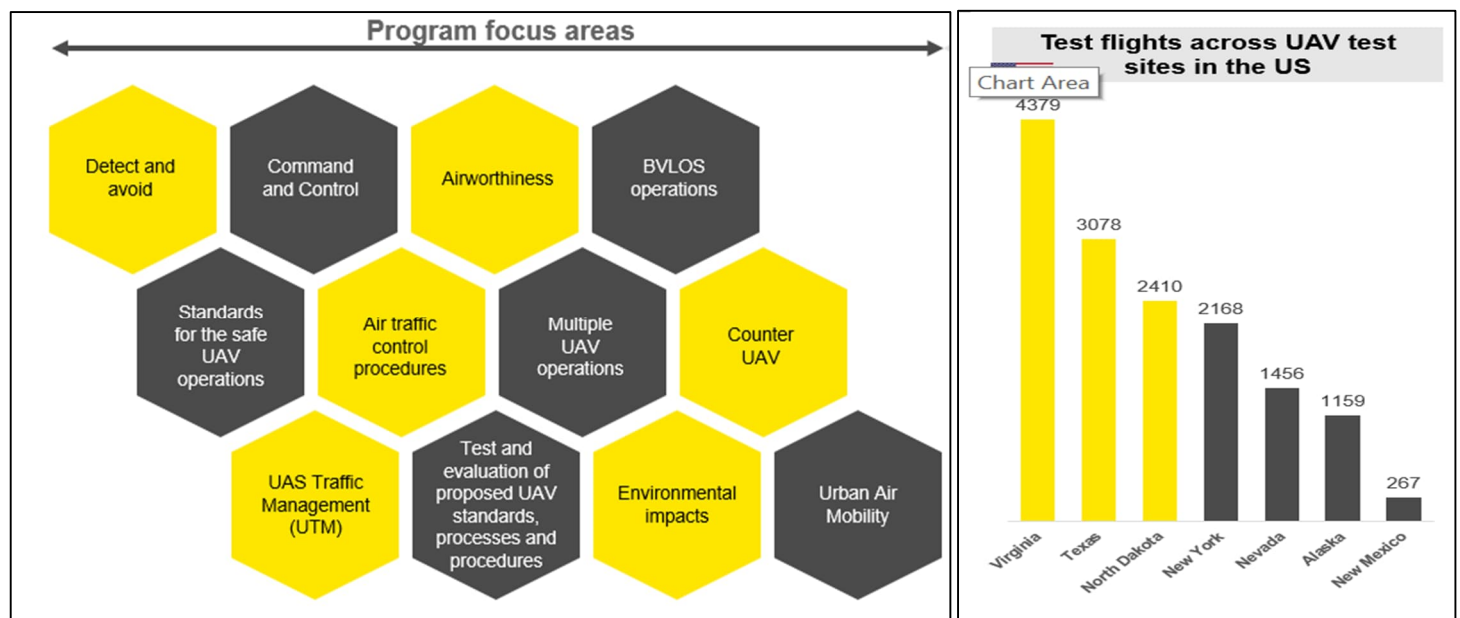 Program focus areas
Detect and
avoid
Command
and Control
Airworthiness
BVLOS
operations
Standards
for the safe
UAV
operations
Air traffic
control
procedures
Multiple
UAV
operations
Counter
UAV
UAS Traffic
Management
(UTM)
Test and
evaluation of
proposed UAV
standards,
processes and
procedures
Environmental
impacts
Urban Air
Mobility
Test flights across UAV test
sites in the US
Chart Area
4379
3078
2410
2168
1456
1159
267
Virginia
Texas
North Dakota
New York
Nevada
Alaska
New Mexico